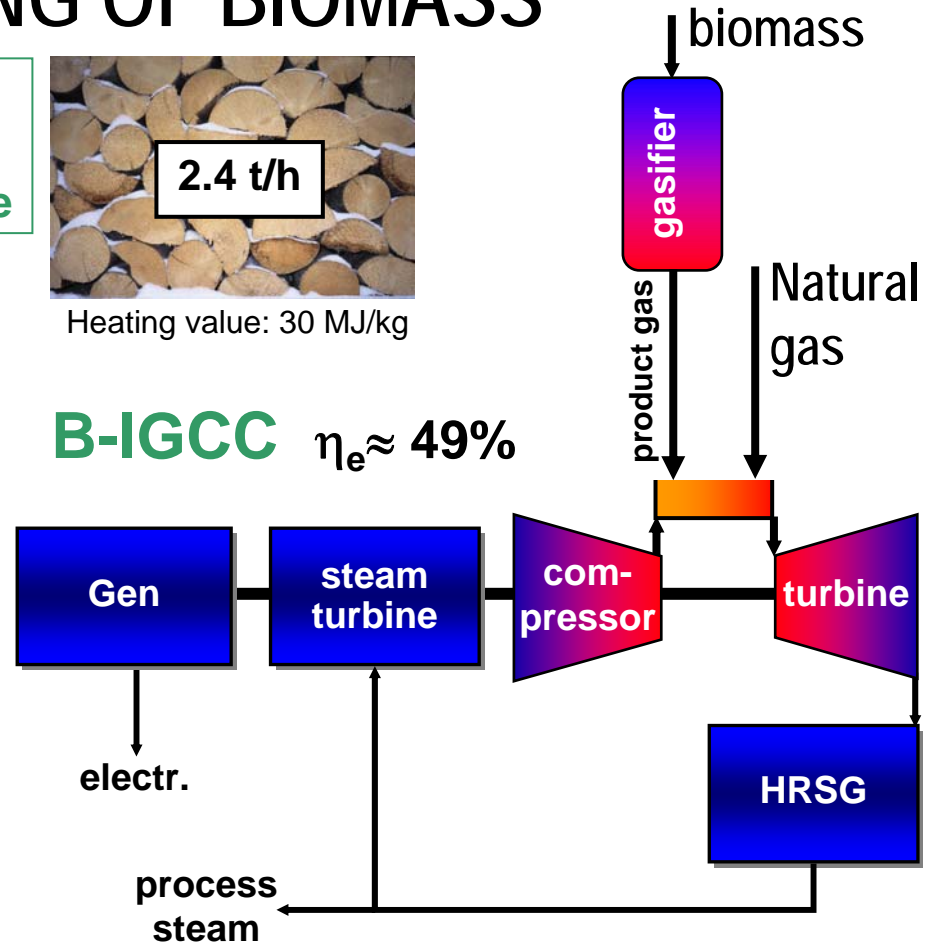 NG OF BIOMASS
e
2.4 t/h
Heating value: 30 MJ/kg
B-IGCC ηe≈ 49%
biomass
gasifier
product gas
Natural
gas
Gen
steam
turbine
com-
pressor
turbine
HRSG
electr.
process
steam